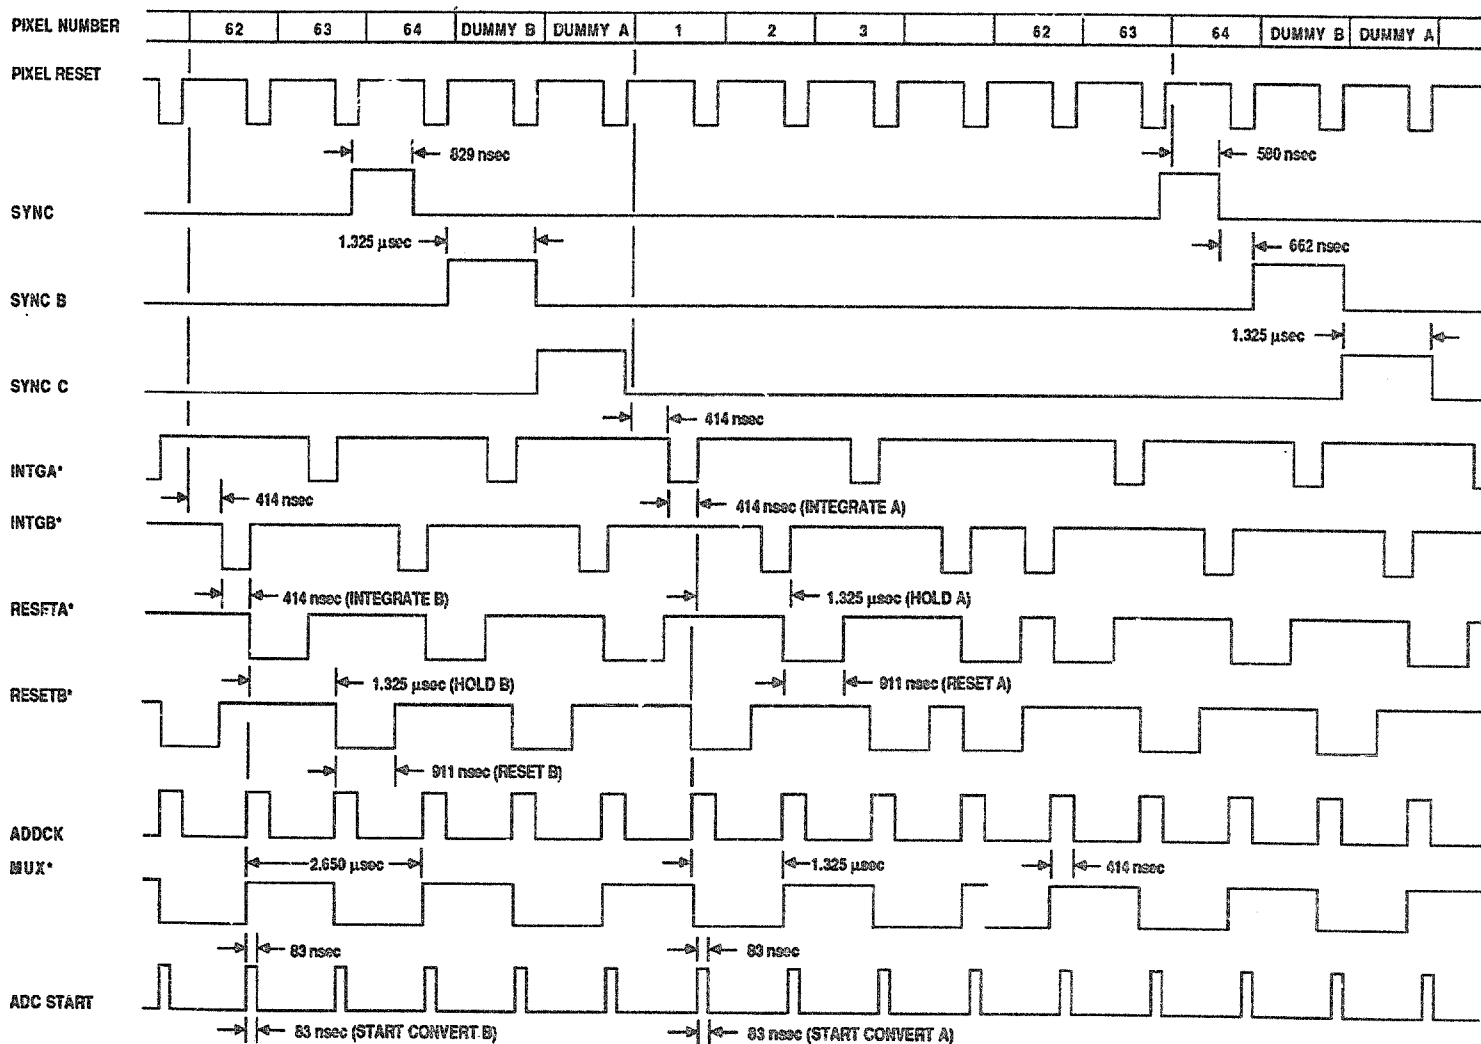 PIXEL NUMBER 62 63 64 DUMMY B DUMMY A 1 2 3 62 63 64 DUMMY B DUMMY A
PIXEL RESET
829 nsec 580 nsec
SYNC
1.325 μsec 662 nsec
SYNC B
1.325 μsec
SYNC C
414 nsec
INTGA*
414 nsec 414 nsec (INTEGRATE A)
INTGB*
414 nsec (INTEGRATE B) 1.325 μsec (HOLD A)
RESETA*
1.325 μsec (HOLD B) 911 nsec (RESET A)
RESETB*
911 nsec (RESET B)
ADDCK
2.650 μsec 1.325 μsec 414 nsec
MUX*
83 nsec 83 nsec
ADC START
83 nsec (START CONVERT B) 83 nsec (START CONVERT A)